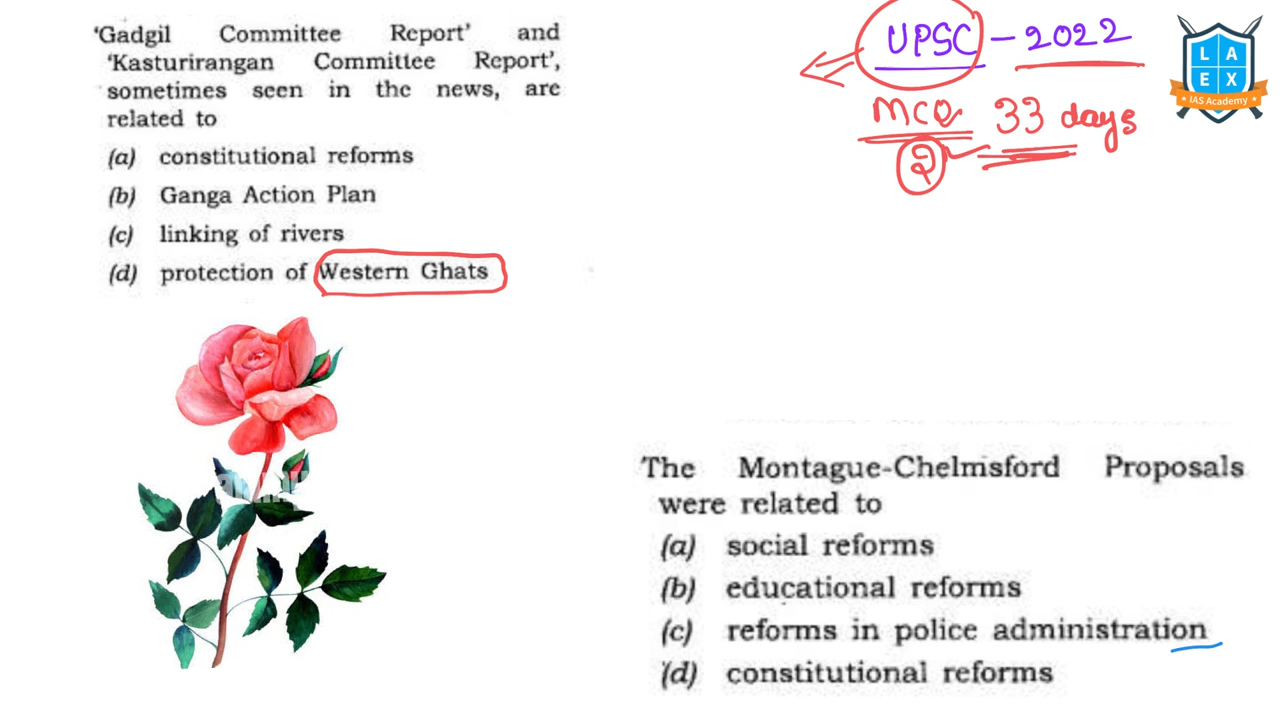 'Gadgil Committee Report' and
'Kasturirangan Committee Report',
sometimes seen in the news, are
related to
(a) constitutional reforms
(b) Ganga Action Plan
(c) linking of rivers
(d) protection of Western Ghats
UPSC - 2022
MCQ 33 days
2
L A
E X
IAS Academy
The Montague-Chelmsford Proposals
were related to
(a) social reforms
(b) educational reforms
(c) reforms in police administration
(d) constitutional reforms